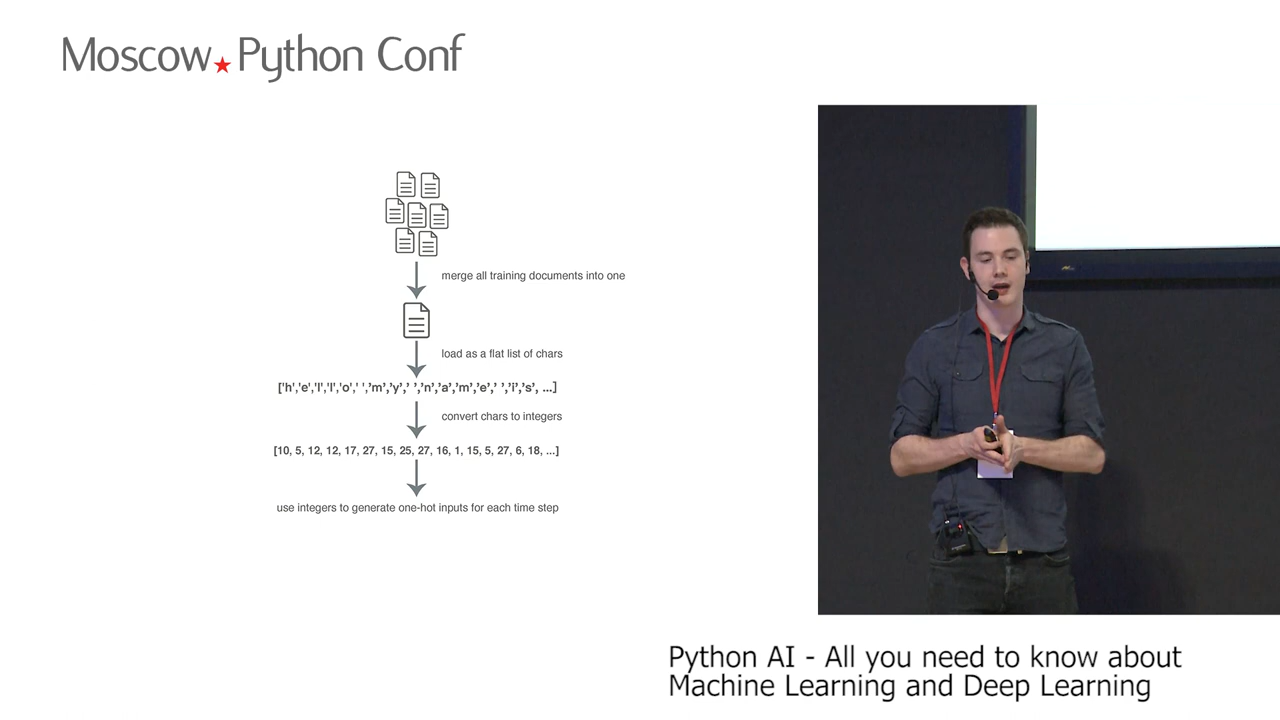 Moscow Python Conf
merge all training documents into one
load as a flat list of chars
['h','e','l','l','o',' ','m','y',' ','n','a','m','e',' ','i','s', ...]
convert chars to integers
[10, 5, 12, 12, 17, 27, 15, 25, 27, 16, 1, 15, 5, 27, 6, 18, ...]
use integers to generate one-hot inputs for each time step
Python AI - All you need to know about
Machine Learning and Deep Learning